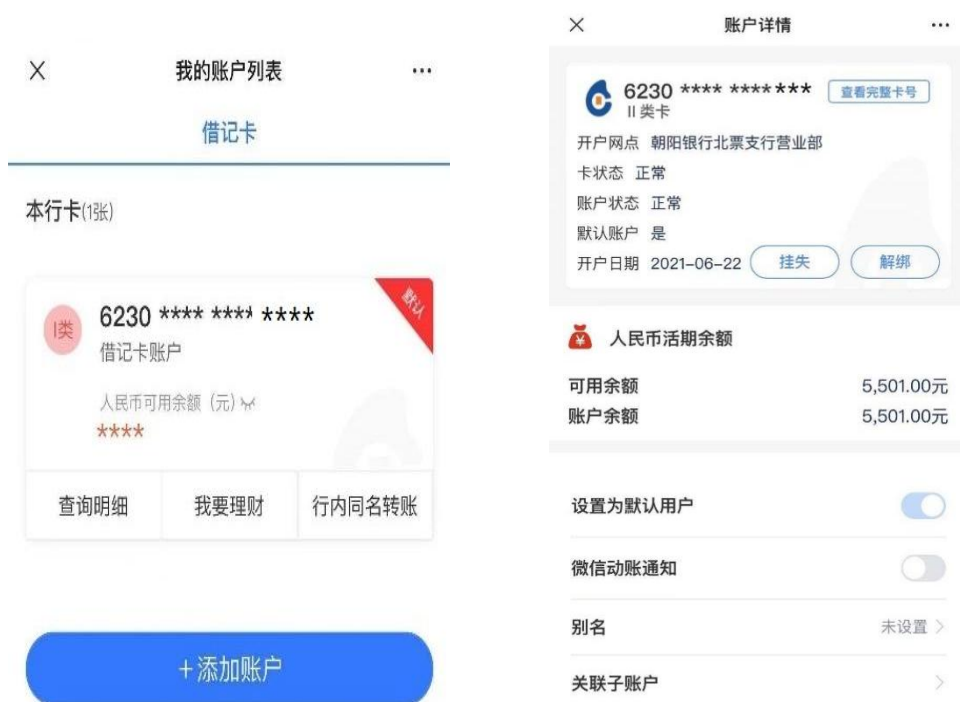 我的账户列表
借记卡
本行卡(1张)
默认
I类
6230 **** **** ****
借记卡账户
人民币可用余额（元）
****
查询明细
我要理财
行内同名转账
+添加账户
账户详情
6230 **** **** ***
查看完整卡号
II类卡
开户网点 朝阳银行北票支行营业部
卡状态 正常
账户状态 正常
默认账户 是
开户日期 2021-06-22
挂失
解绑
人民币活期余额
可用余额 5,501.00元
账户余额 5,501.00元
设置为默认用户
微信动账通知
别名 未设置
关联子账户